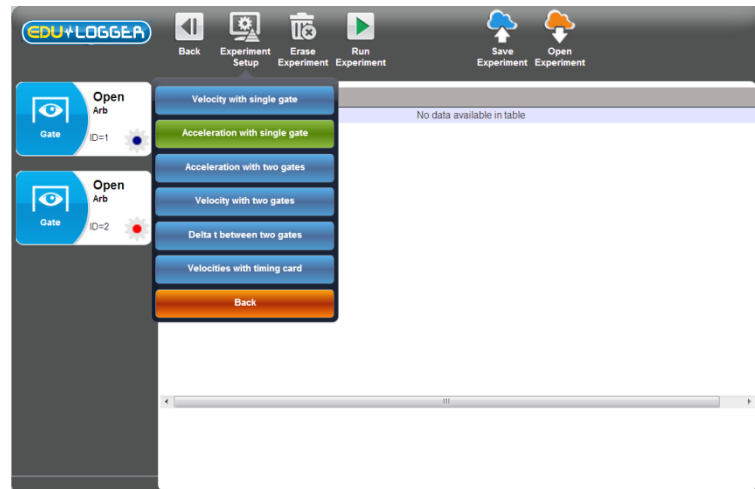 EDU LOGGER
Back
Experiment
Setup
Erase
Experiment
Run
Experiment
Save
Experiment
Open
Experiment
Open
Arb
Gate
ID=1
Open
Arb
Gate
ID=2
Velocity with single gate
Acceleration with single gate
Acceleration with two gates
Velocity with two gates
Delta t between two gates
Velocities with timing card
Back
No data available in table